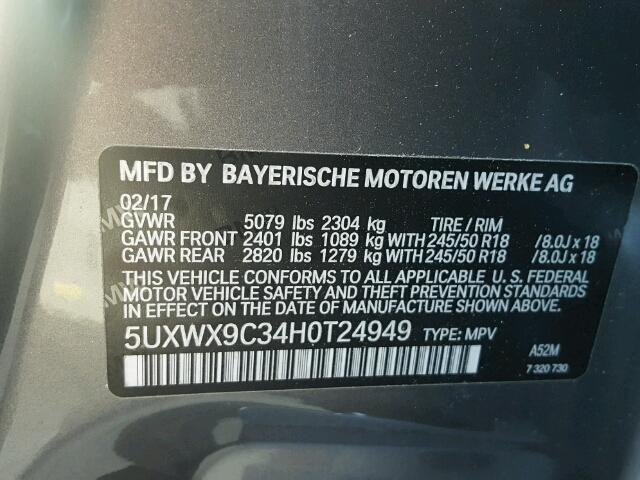 MFD BY BAYERISCHE MOTOREN WERKE AG
02/17
GVWR 5079 lbs 2304 kg TIRE / RIM
GAWR FRONT 2401 lbs 1089 kg WITH 245/50 R18 /8.0J x 18
GAWR REAR 2820 lbs 1279 kg WITH 245/50 R18 /8.0J x 18
THIS VEHICLE CONFORMS TO ALL APPLICABLE U. S. FEDERAL
MOTOR VEHICLE SAFETY AND THEFT PREVENTION STANDARDS
IN EFFECT ON THE DATE OF MANUFACTURE SHOWN ABOVE.
5UXWX9C34H0T24949 TYPE: MPV
A52M
7 320 730